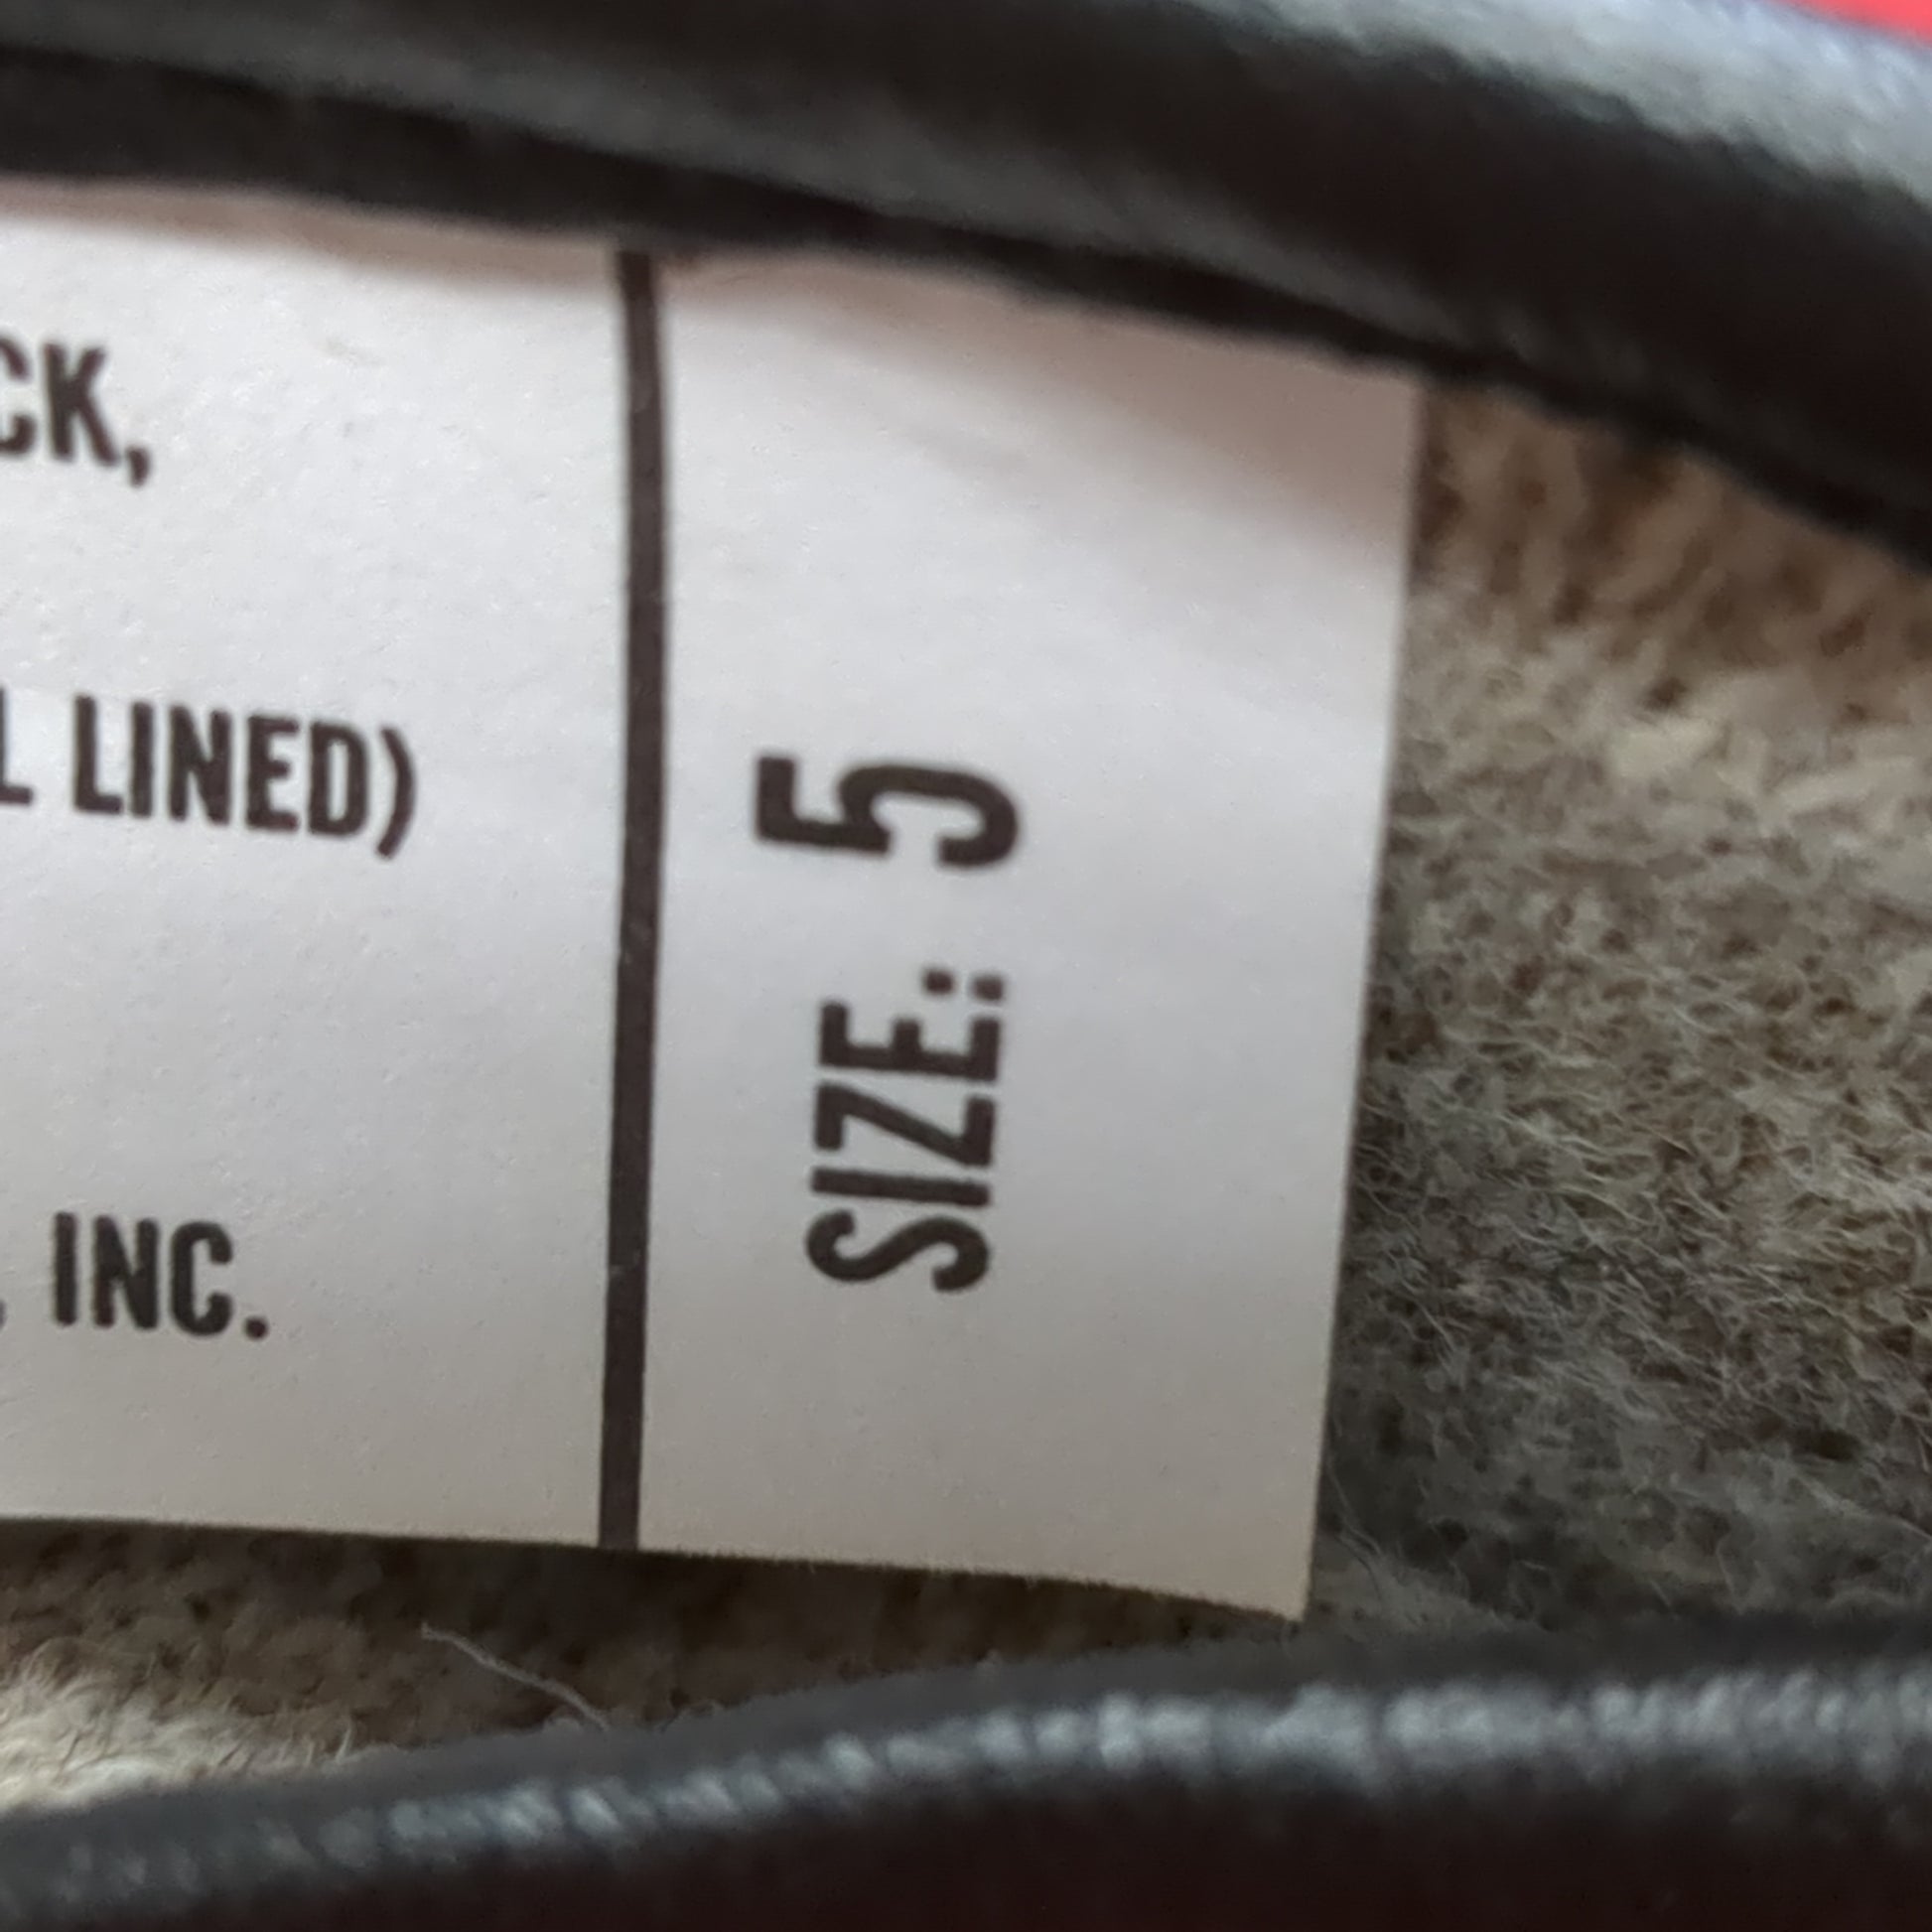 CK,
L LINED)
INC.
SIZE: 5